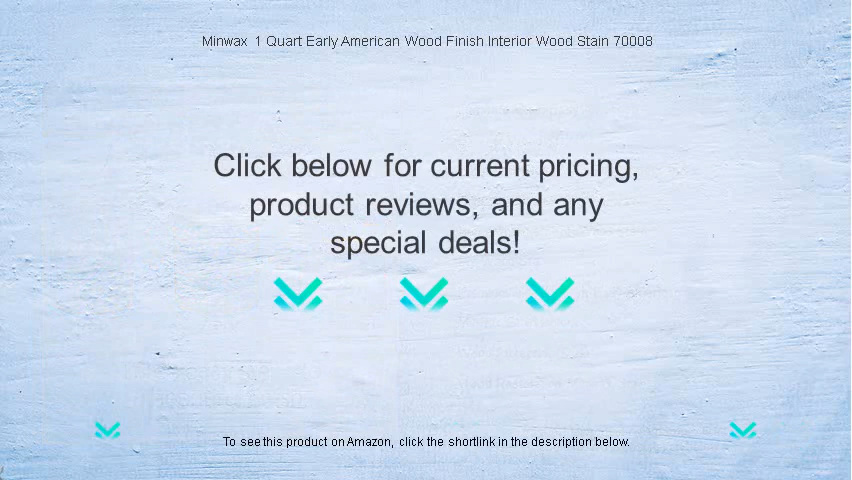 Minwax 1 Quart Early American Wood Finish Interior Wood Stain 70008
Click below for current pricing,
product reviews, and any
special deals!
To see this product on Amazon, click the shortlink in the description below.